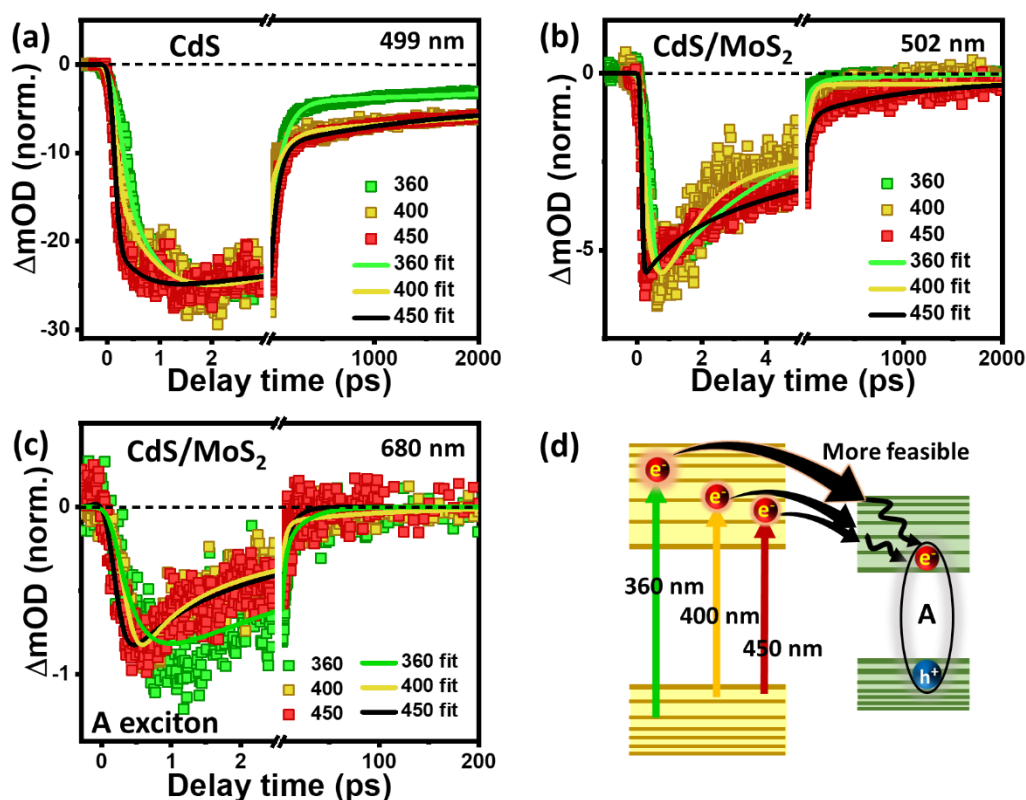 (a)
CdS
499 nm
0
-10
-20
-30
ΔmOD (norm.)
360
400
450
360 fit
400 fit
450 fit
0
1
2
1000
2000
Delay time (ps)
(b)
CdS/MoS₂
502 nm
0
-5
ΔmOD (norm.)
360
400
450
360 fit
400 fit
450 fit
0
2
4
1000
2000
Delay time (ps)
(c)
CdS/MoS₂
680 nm
0
-1
ΔmOD (norm.)
360
360 fit
400
400 fit
450
450 fit
A exciton
0
1
2
100
200
Delay time (ps)
(d)
More feasible
e⁻
e⁻
e⁻
e⁻
360 nm
400 nm
450 nm
A
h⁺